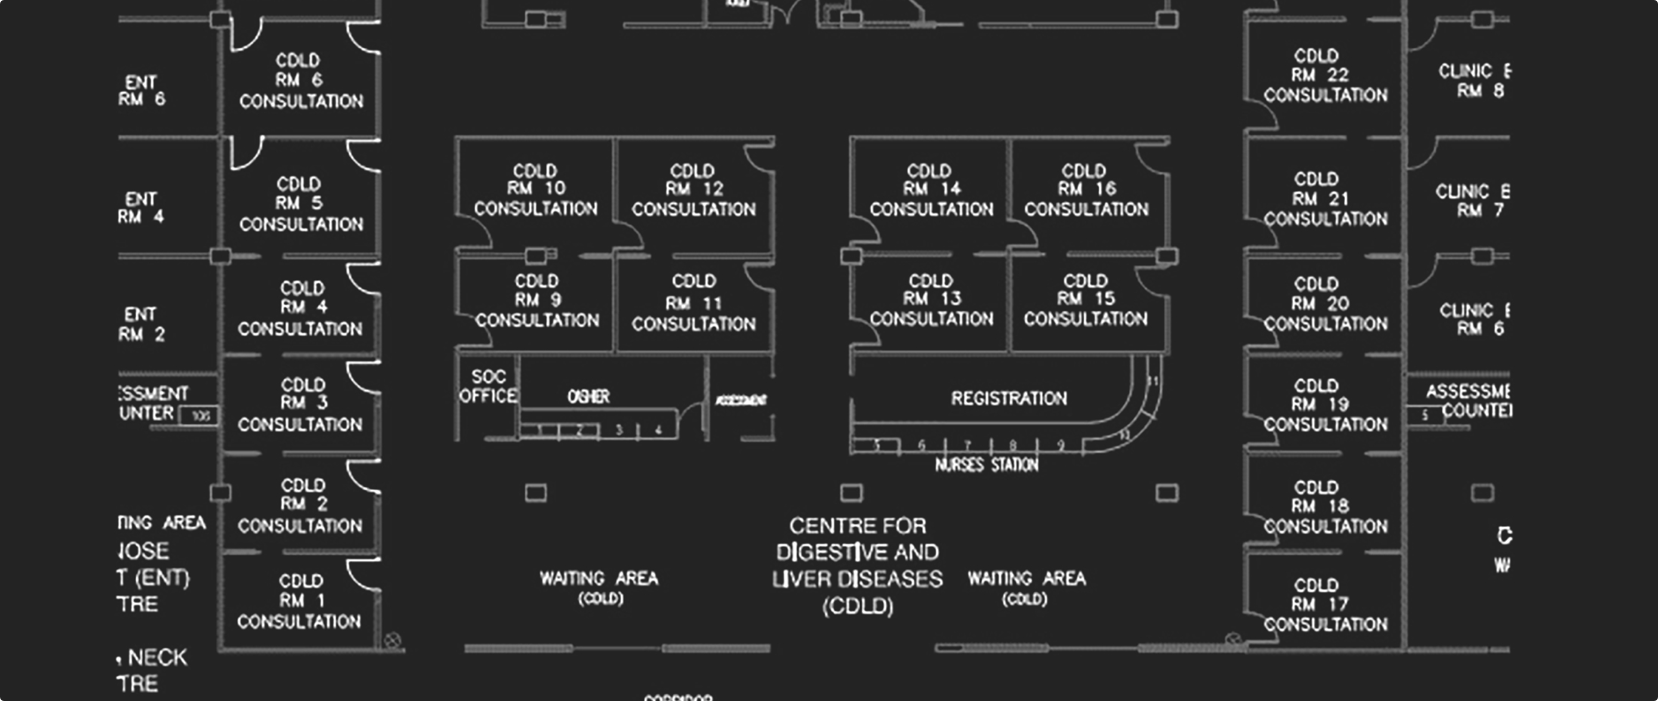 ENT
RM 6
CDLD
RM 6
CONSULTATION
CDLD
RM 22
CONSULTATION
CLINIC
RM 8
ENT
RM 4
CDLD
RM 5
CONSULTATION
CDLD
RM 10
CONSULTATION
CDLD
RM 12
CONSULTATION
CDLD
RM 14
CONSULTATION
CDLD
RM 16
CONSULTATION
CDLD
RM 21
CONSULTATION
CLINIC
RM 7
ENT
RM 2
CDLD
RM 4
CONSULTATION
CDLD
RM 9
CONSULTATION
CDLD
RM 11
CONSULTATION
CDLD
RM 13
CONSULTATION
CDLD
RM 15
CONSULTATION
CDLD
RM 20
CONSULTATION
CLINIC
RM 6
ESSMENT
UNTER
CDLD
RM 3
CONSULTATION
SOC
OFFICE
CASHIER
ASSESSMENT
1 2 3 4
REGISTRATION
11
12
5 6 7 8 9
NURSES STATION
CDLD
RM 19
CONSULTATION
ASSESSME
5 COUNTE
CDLD
RM 2
CONSULTATION
CDLD
RM 18
CONSULTATION
TING AREA
NOSE
T (ENT)
TRE
NECK
TRE
CDLD
RM 1
CONSULTATION
WAITING AREA
(CDLD)
CENTRE FOR
DIGESTIVE AND
LIVER DISEASES
(CDLD)
WAITING AREA
(CDLD)
CDLD
RM 17
CONSULTATION
CORRIDOR